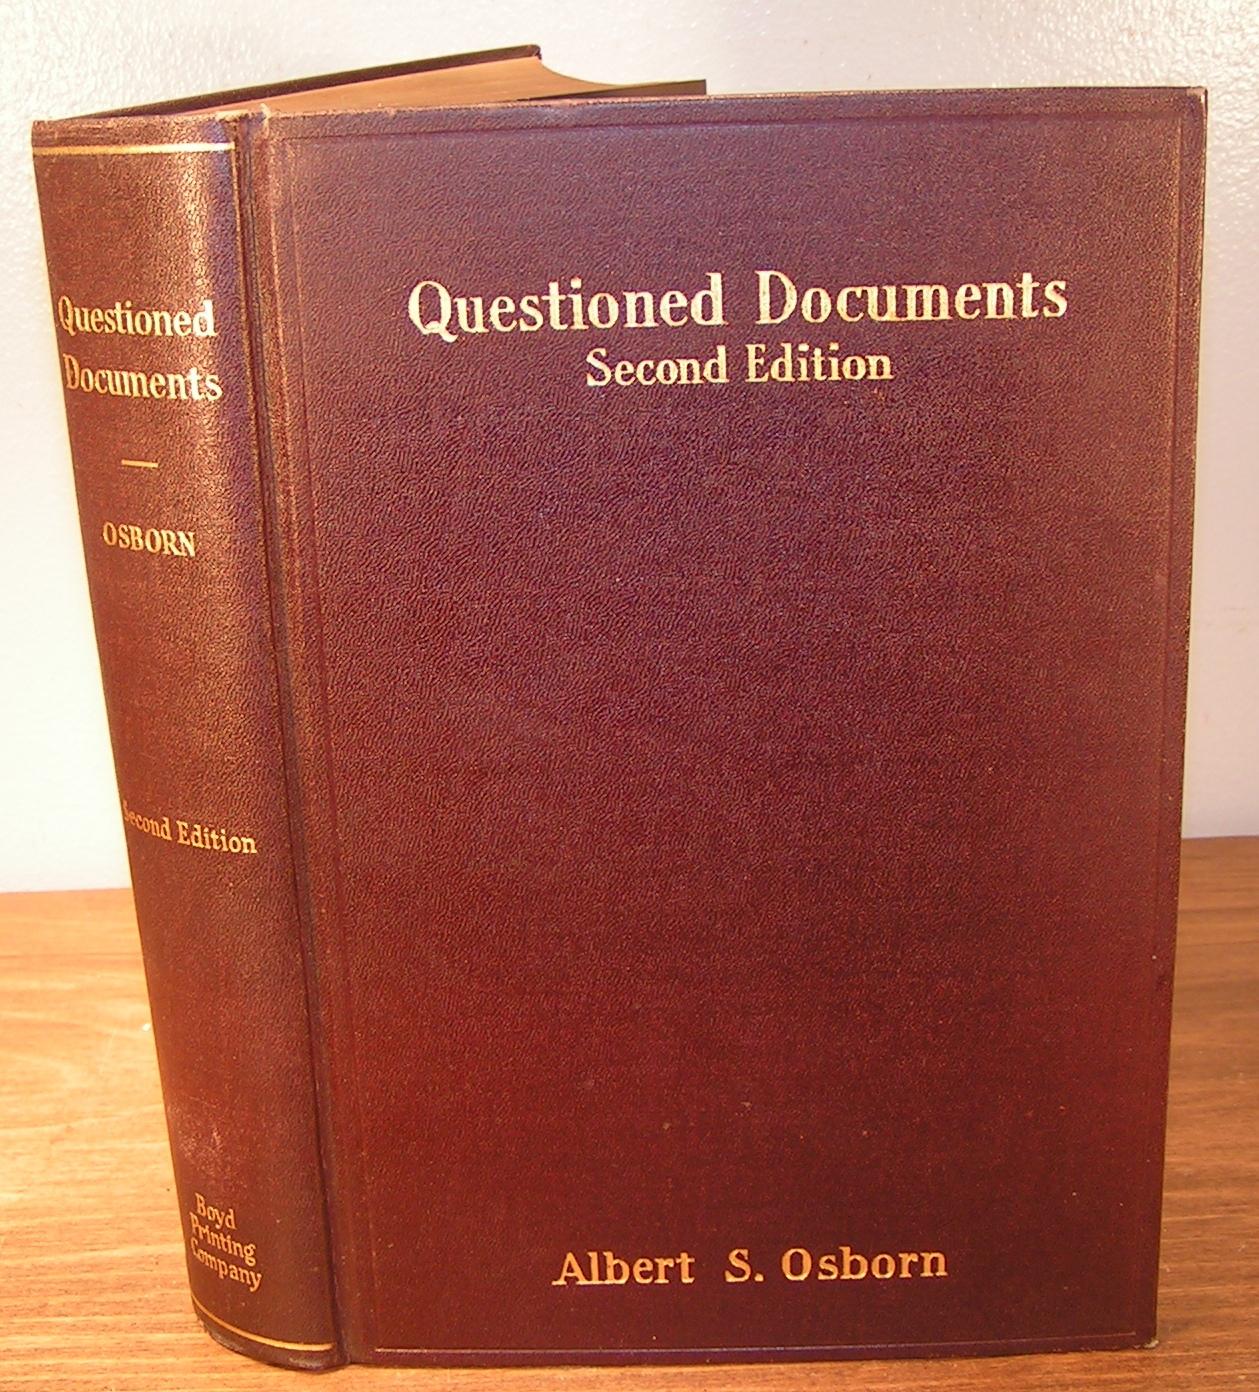 Questioned
Documents
OSBORN
Second Edition
Boyd
Printing
Company
Questioned Documents
Second Edition
Albert S. Osborn